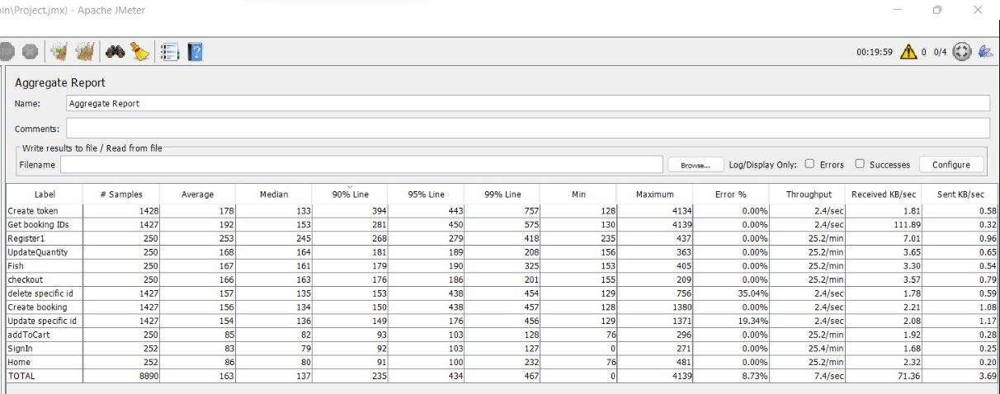 in\Project.jmx) - Apache JMeter
00:19:59 0 0/4
Aggregate Report
Name: Aggregate Report
Comments:
Write results to file / Read from file
Filename Browse... Log/Display Only: Errors Successes Configure
Label # Samples Average Median 90% Line 95% Line 99% Line Min Maximum Error % Throughput Received KB/sec Sent KB/sec
Create token 1428 178 133 394 443 757 128 4134 0.00% 2.4/sec 1.81 0.58
Get booking IDs 1427 192 153 281 450 575 130 4139 0.00% 2.4/sec 111.89 0.32
Register1 250 253 245 268 279 418 235 437 0.00% 25.2/min 7.01 0.96
UpdateQuantity 250 168 164 181 189 208 156 363 0.00% 25.2/min 3.65 0.65
Fish 250 167 161 179 190 325 153 405 0.00% 25.2/min 3.30 0.54
checkout 250 166 163 176 186 201 155 209 0.00% 25.2/min 3.57 0.79
delete specific id 1427 157 135 153 438 454 129 756 35.04% 2.4/sec 1.78 0.59
Create booking 1427 156 134 150 438 457 128 1380 0.00% 2.4/sec 2.21 1.08
Update specific id 1427 154 136 149 176 456 129 1371 19.34% 2.4/sec 2.08 1.17
addToCart 250 85 82 93 103 128 76 296 0.00% 25.2/min 1.92 0.28
SignIn 252 83 79 92 103 127 0 271 0.00% 25.4/min 1.68 0.25
Home 252 86 80 91 100 232 76 481 0.00% 25.2/min 2.32 0.20
TOTAL 8890 163 137 235 434 467 0 4139 8.73% 7.4/sec 71.36 3.69